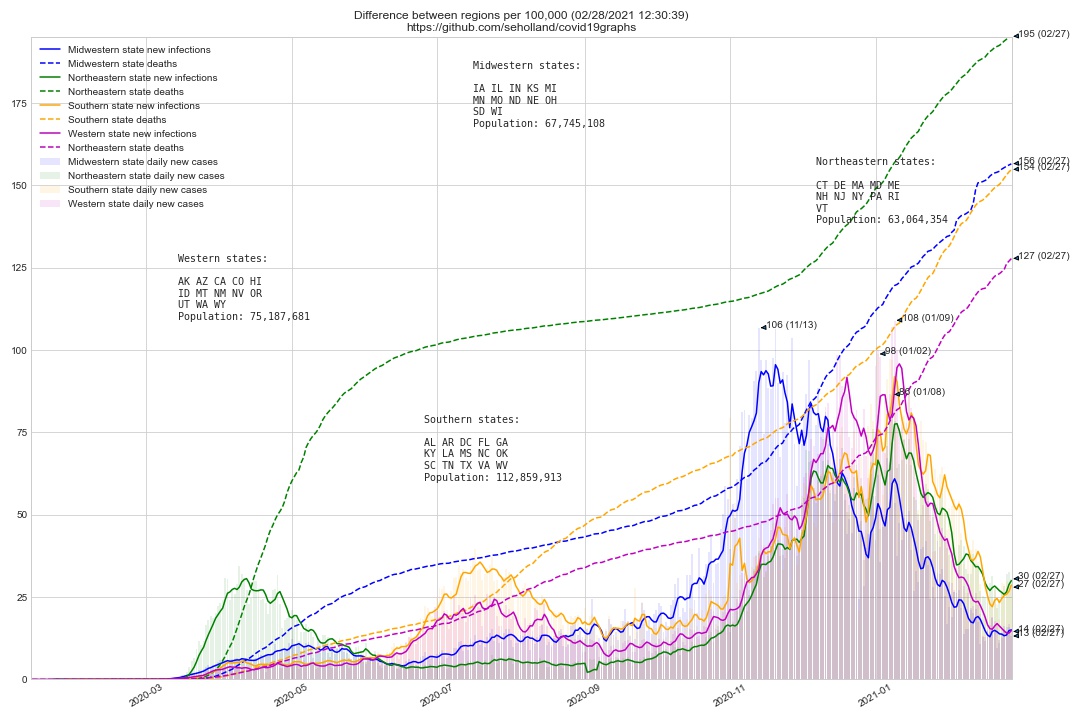 Difference between regions per 100,000 (02/28/2021 12:30:39)
https://github.com/seholland/covid19graphs
Midwestern state new infections
Midwestern state deaths
Northeastern state new infections
Northeastern state deaths
Southern state new infections
Southern state deaths
Western state new infections
Northeastern state deaths
Midwestern state daily new cases
Northeastern state daily new cases
Southern state daily new cases
Western state daily new cases
Midwestern states:
IA IL IN KS MI
MN MO ND NE OH
SD WI
Population: 67,745,108
Northeastern states:
CT DE MA MD ME
NH NJ NY PA RI
VT
Population: 63,064,354
Western states:
AK AZ CA CO HI
ID MT NM NV OR
UT WA WY
Population: 75,187,681
Southern states:
AL AR DC FL GA
KY LA MS NC OK
SC TN TX VA WV
Population: 112,859,913
195 (02/27)
156 (02/27)
154 (02/27)
127 (02/27)
106 (11/13)
108 (01/09)
98 (01/02)
(01/08)
30 (02/27)
(02/27)
13 (02/27)
175
150
125
100
75
50
25
0
2020-03
2020-05
2020-07
2020-09
2020-11
2021-01